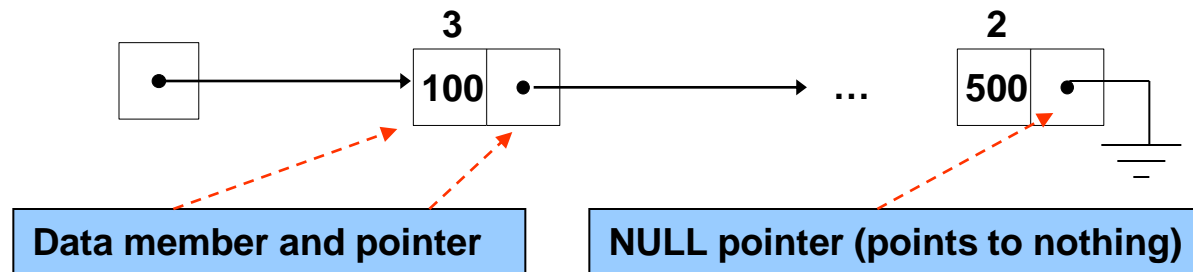 3 2
100 ... 500
Data member and pointer
NULL pointer (points to nothing)